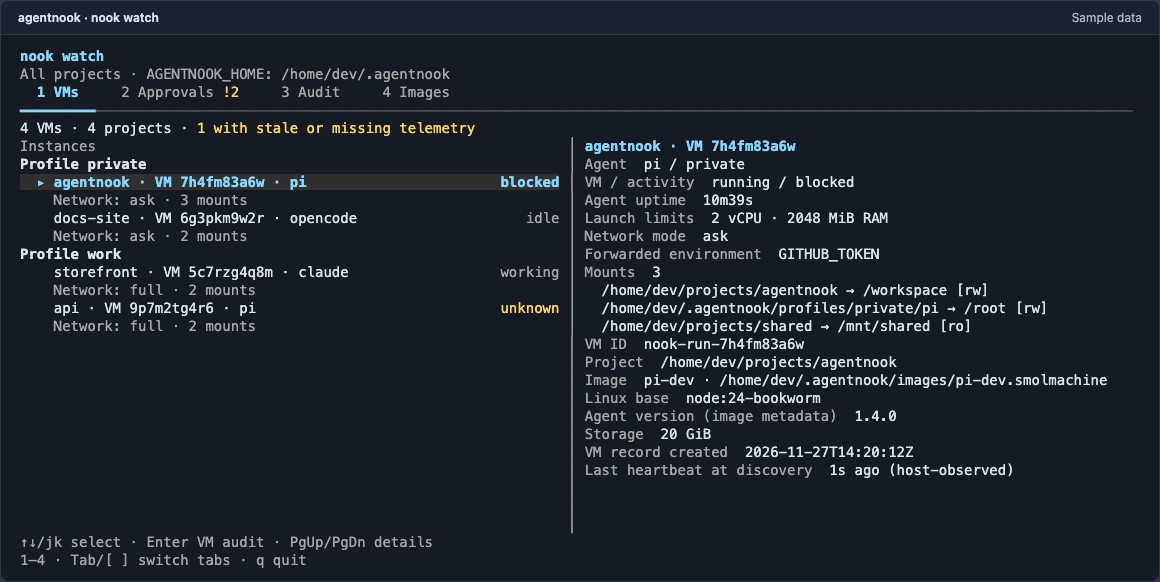 agentnook · nook watch
Sample data
nook watch
All projects · AGENTNOOK_HOME: /home/dev/.agentnook
1 VMs 2 Approvals !2 3 Audit 4 Images
4 VMs · 4 projects · 1 with stale or missing telemetry
Instances
Profile private
▸ agentnook · VM 7h4fm83a6w · pi blocked
Network: ask · 3 mounts
docs-site · VM 6g3pkm9w2r · opencode idle
Network: ask · 2 mounts
Profile work
storefront · VM 5c7rzg4q8m · claude working
Network: full · 2 mounts
api · VM 9p7m2tg4r6 · pi unknown
Network: full · 2 mounts
agentnook · VM 7h4fm83a6w
Agent pi / private
VM / activity running / blocked
Agent uptime 10m39s
Launch limits 2 vCPU · 2048 MiB RAM
Network mode ask
Forwarded environment GITHUB_TOKEN
Mounts 3
/home/dev/projects/agentnook → /workspace [rw]
/home/dev/.agentnook/profiles/private/pi → /root [rw]
/home/dev/projects/shared → /mnt/shared [ro]
VM ID nook-run-7h4fm83a6w
Project /home/dev/projects/agentnook
Image pi-dev · /home/dev/.agentnook/images/pi-dev.smolmachine
Linux base node:24-bookworm
Agent version (image metadata) 1.4.0
Storage 20 GiB
VM record created 2026-11-27T14:20:12Z
Last heartbeat at discovery 1s ago (host-observed)
↑↓/jk select · Enter VM audit · PgUp/PgDn details
1–4 · Tab/[ ] switch tabs · q quit